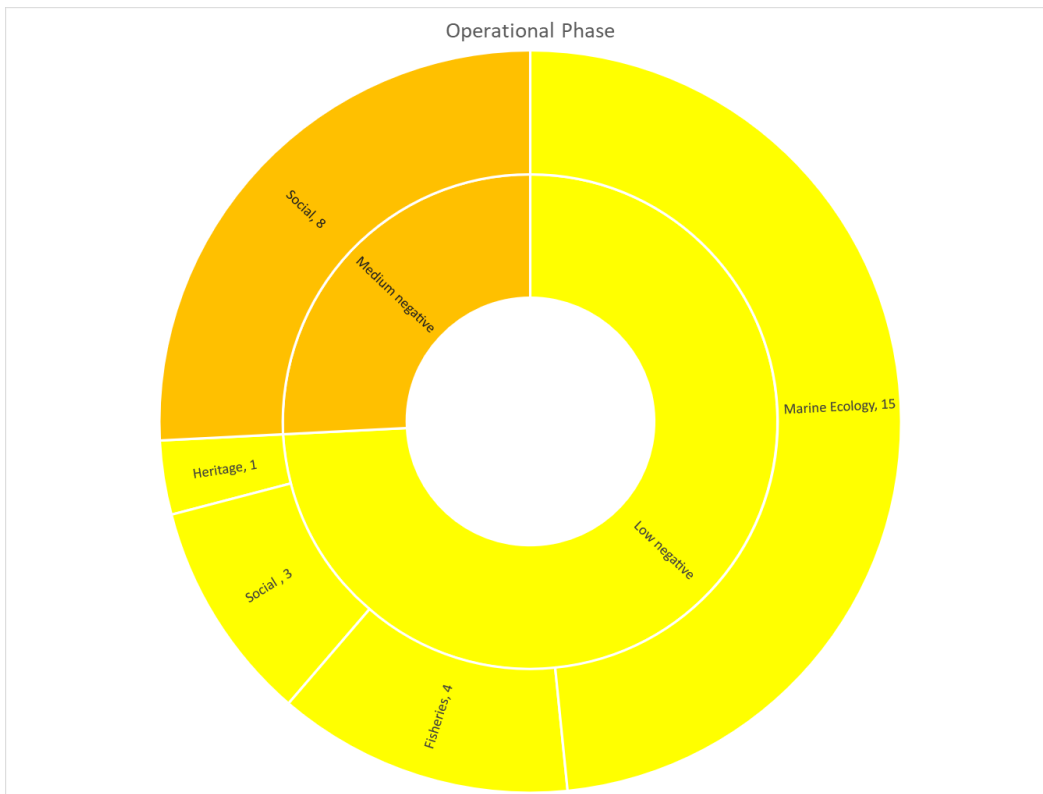 Operational Phase
Social, 8
Medium negative
Marine Ecology, 15
Heritage, 1
Low negative
Social , 3
Fisheries, 4